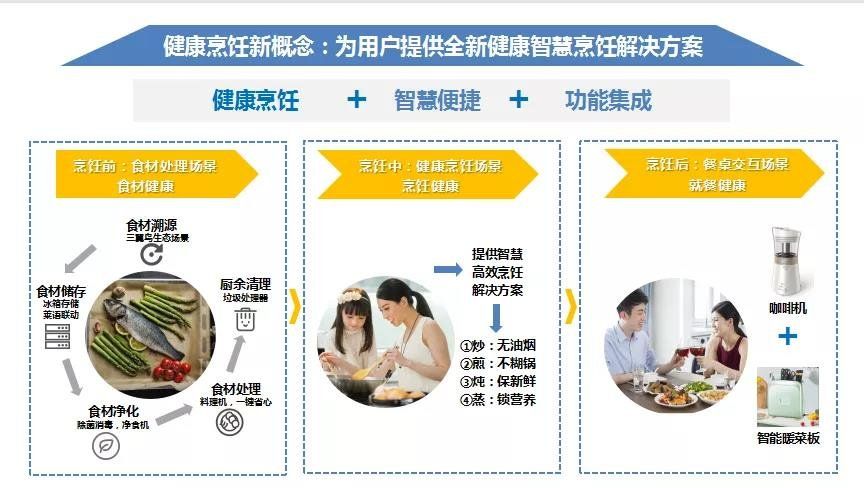 健康烹饪新概念：为用户提供全新健康智慧烹饪解决方案
健康烹饪 + 智慧便捷 + 功能集成
烹饪前：食材处理场景
食材健康
食材溯源
三翼鸟生态场景
食材储存
冰箱存储
菜谱联动
厨余清理
垃圾处理器
食材净化
除菌消毒，净食机
食材处理
料理机，一键省心
烹饪中：健康烹饪场景
烹饪健康
提供智慧
高效烹饪
解决方案
①炒：无油烟
②煎：不糊锅
③炖：保新鲜
④蒸：锁营养
烹饪后：餐桌交互场景
就餐健康
咖啡机
+
智能暖菜板